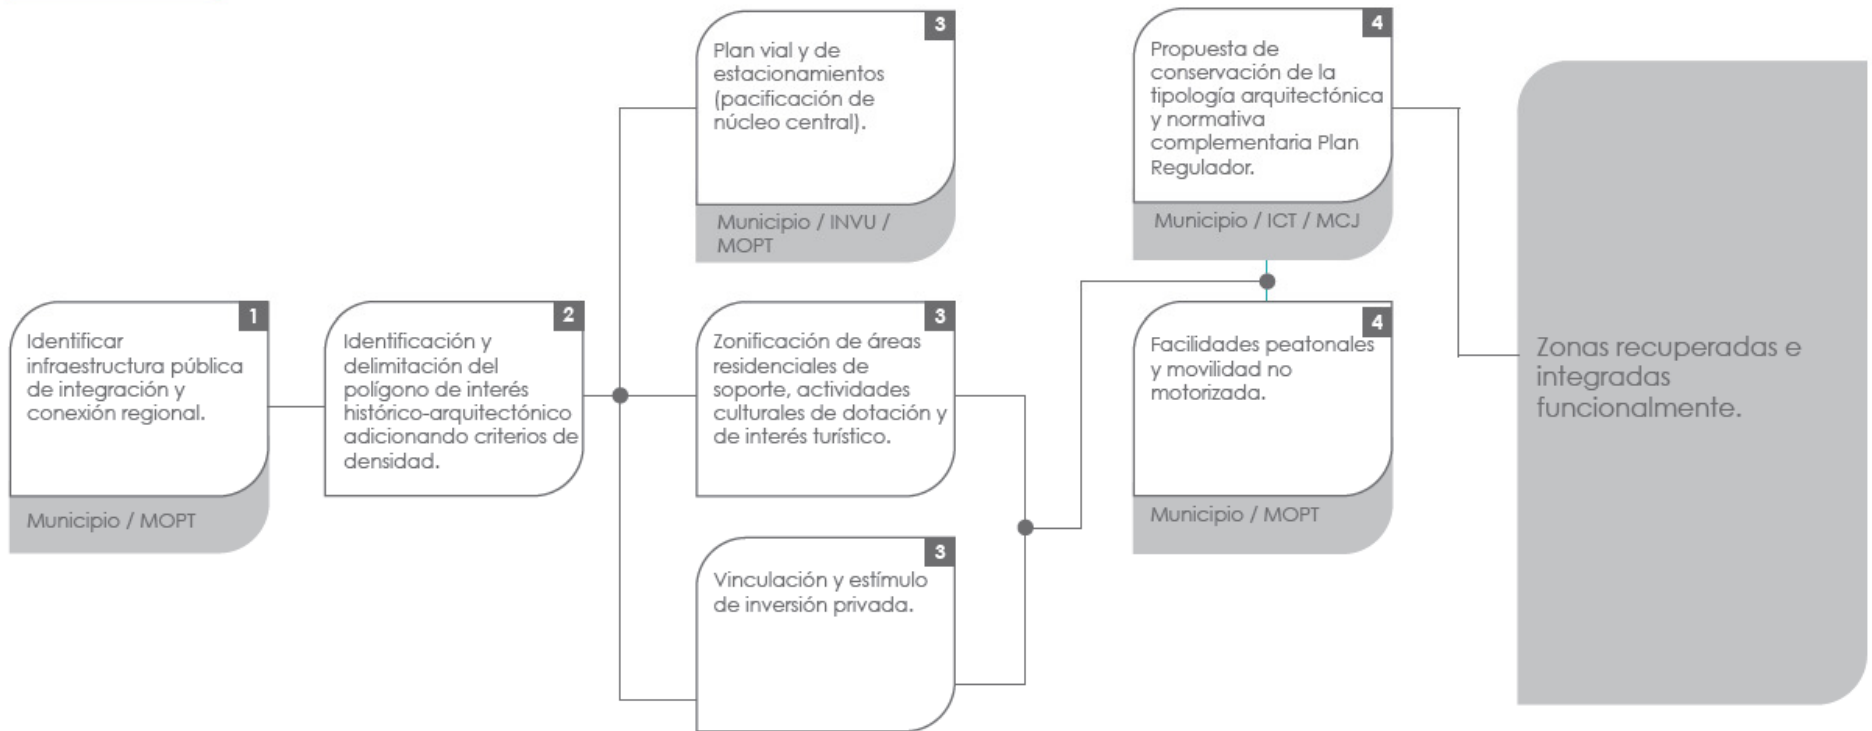 1
Identificar
infraestructura pública
de integración y
conexión regional.
Municipio / MOPT
2
Identificación y
delimitación del
polígono de interés
histórico-arquitectónico
adicionando criterios de
densidad.
3
Plan vial y de
estacionamientos
(pacificación de
núcleo central).
Municipio / INVU /
MOPT
3
Zonificación de áreas
residenciales de
soporte, actividades
culturales de dotación y
de interés turístico.
3
Vinculación y estímulo
de inversión privada.
4
Propuesta de
conservación de la
tipología arquitectónica
y normativa
complementaria Plan
Regulador.
Municipio / ICT / MCJ
4
Facilidades peatonales
y movilidad no
motorizada.
Municipio / MOPT
Zonas recuperadas e
integradas
funcionalmente.